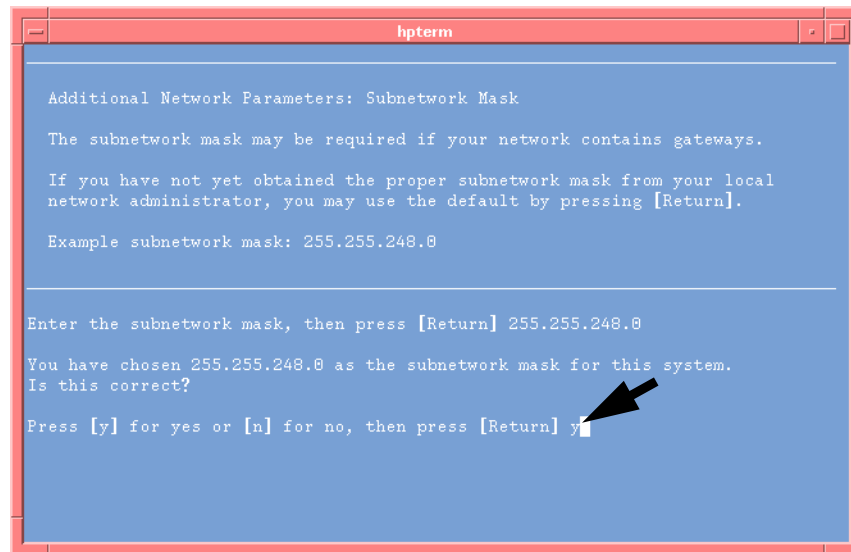 hpterm
Additional Network Parameters: Subnetwork Mask
The subnetwork mask may be required if your network contains gateways.
If you have not yet obtained the proper subnetwork mask from your local
network administrator, you may use the default by pressing [Return].
Example subnetwork mask: 255.255.248.0
Enter the subnetwork mask, then press [Return] 255.255.248.0
You have chosen 255.255.248.0 as the subnetwork mask for this system.
Is this correct?
Press [y] for yes or [n] for no, then press [Return] y